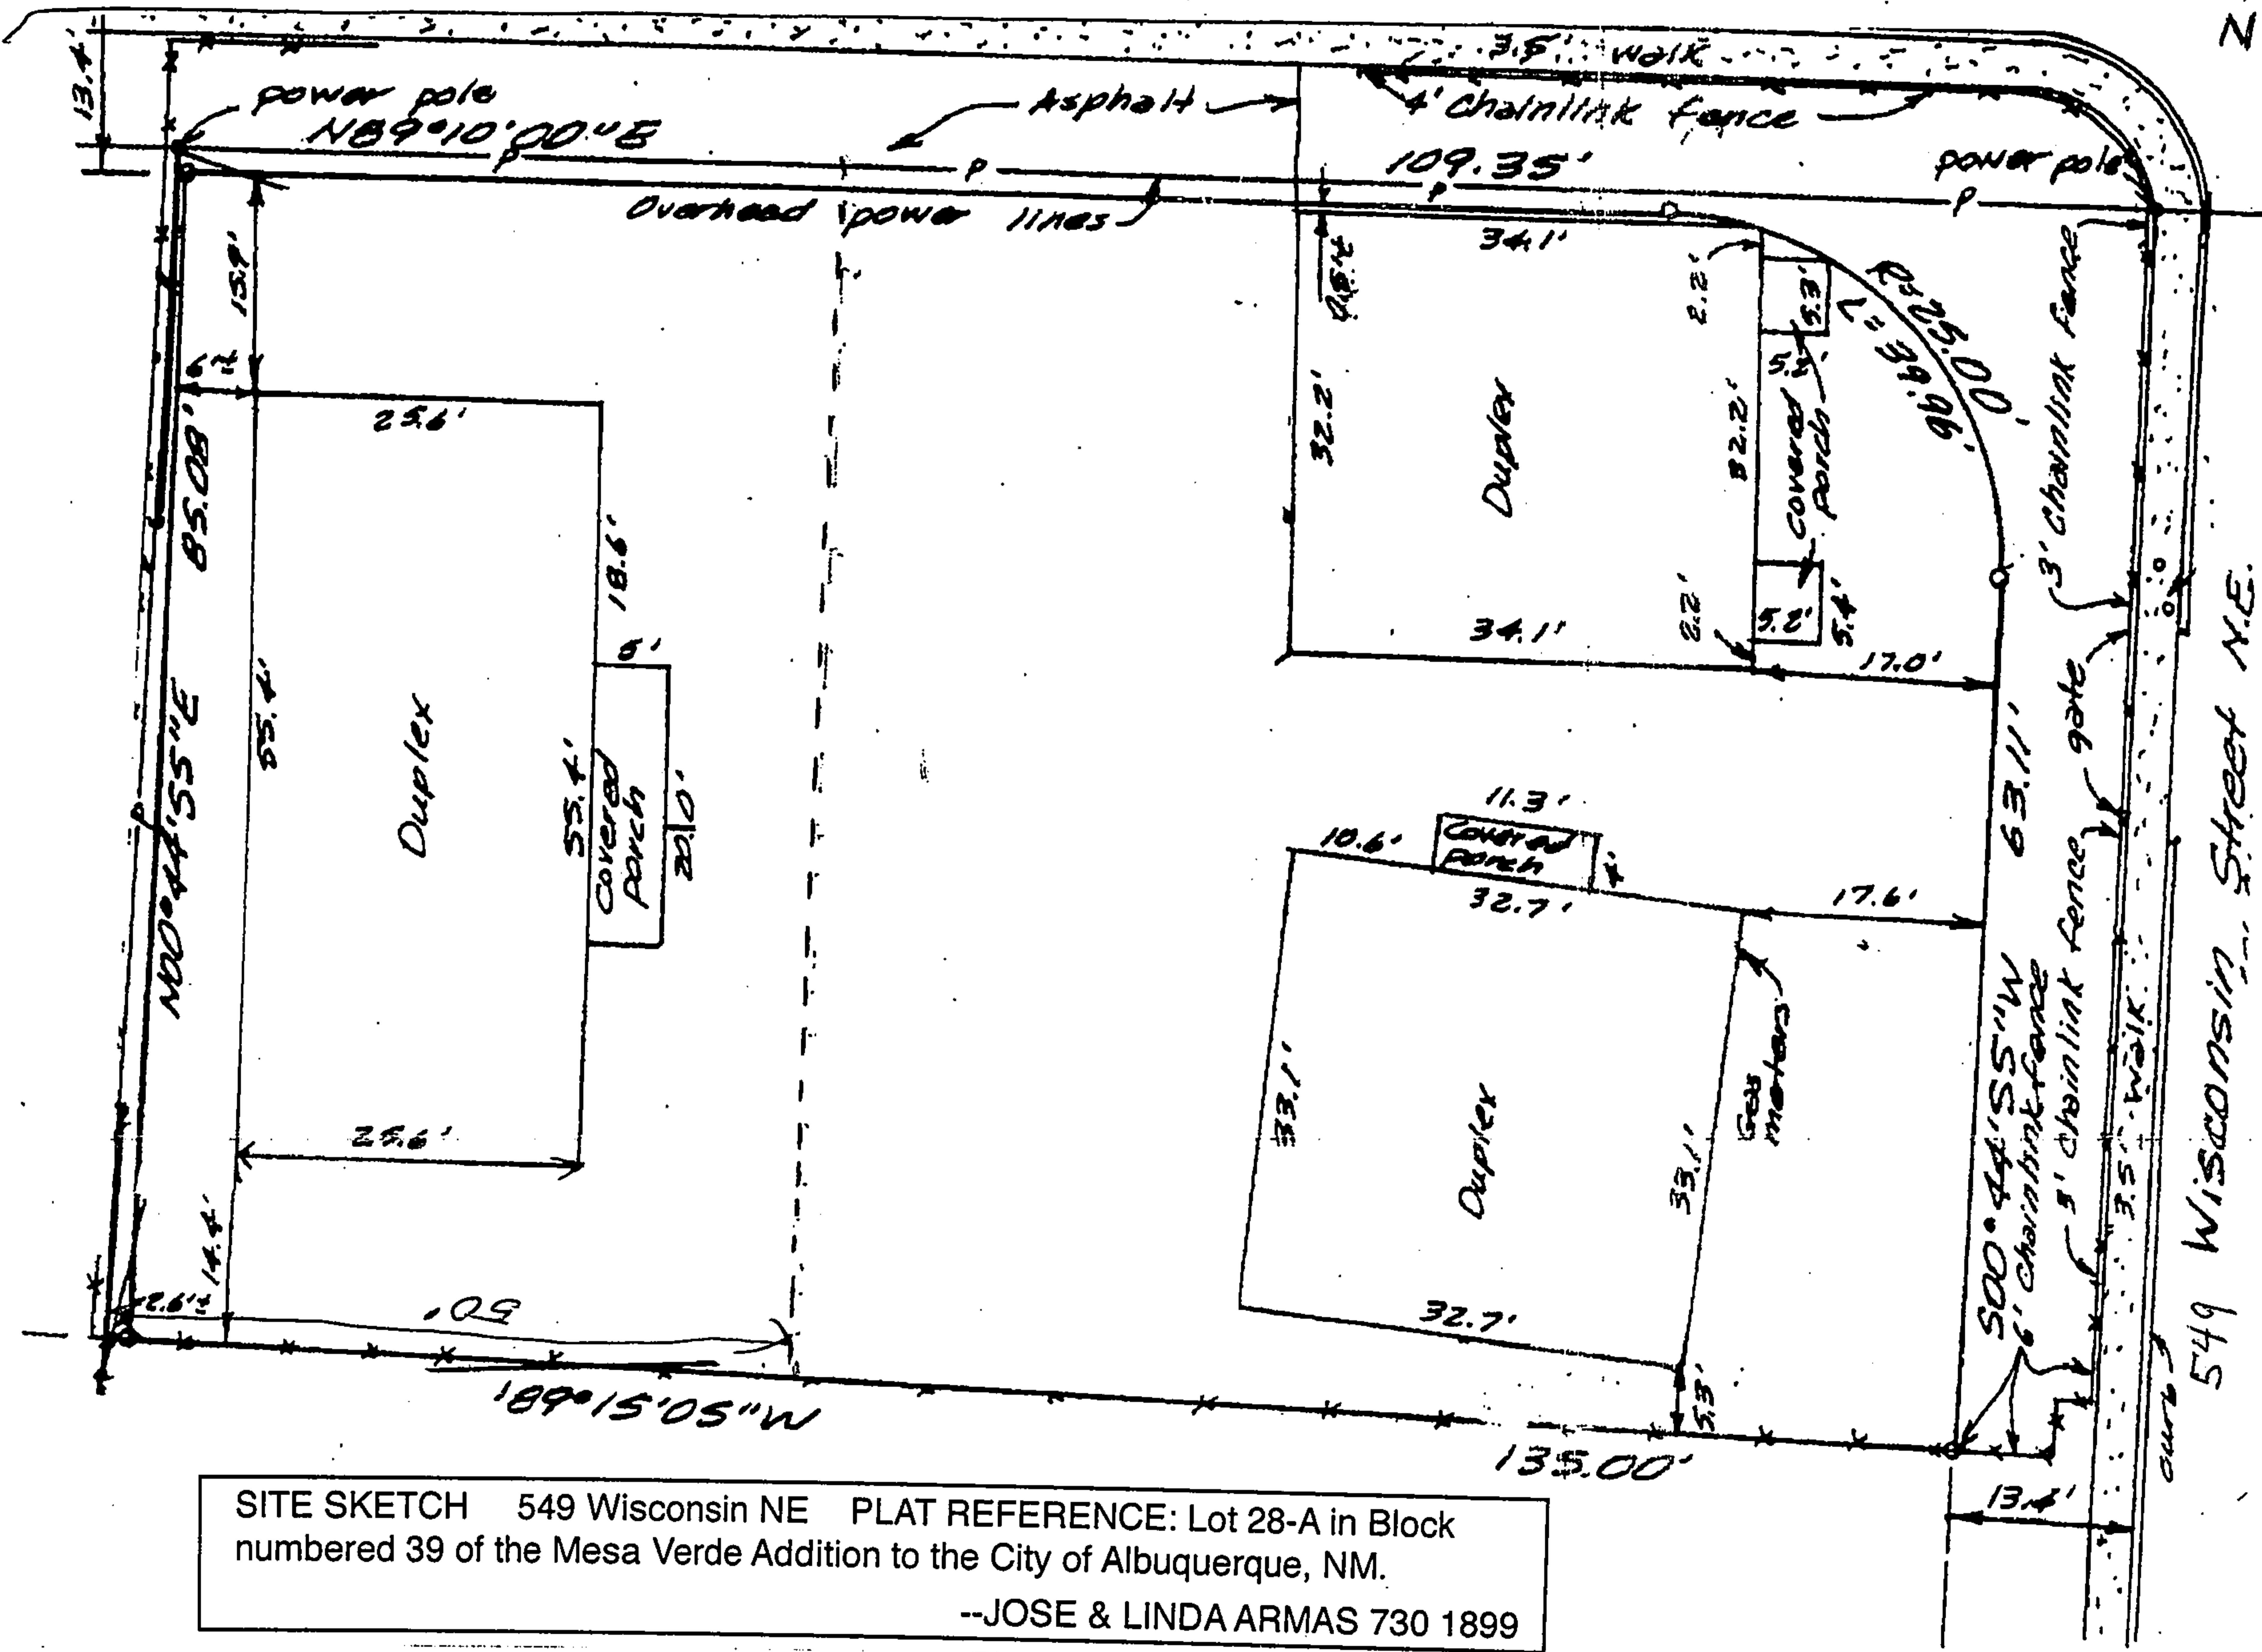 N
3.5' walk
13.4'
power pole
Asphalt
4' Chainlink fence
N89°10'00"E
P
P
109.35'
P
power pole
P
Overhead power lines
34.1'
15.9'
2.2'
5.3'
R=25.00'
L=39.96'
6'±
5.2'
25.6'
85.08'
32.2'
Duplex
32.2'
Covered
Porch
3' Chainlink Fence
18.6'
5'
34.1'
2.2'
5.2'
5.4'
17.0'
N00°44'55"E
55.4'
Duplex
55.4'
Covered
porch
20.0'
P
gate
63.11'
11.3'
10.6'
Covered
porch
4'
32.7'
17.6'
33.1'
Duplex
33.1'
Gas
meters
S00°44'55"W
6' Chainlink fence
3' Chainlink fence
3.5' walk
549 Wisconsin Street N.E.
25.6'
14.4'
2.6'±
50'
32.7'
5.3'
curb
S89°15'05"W
135.00'
13.4'
SITE SKETCH 549 Wisconsin NE PLAT REFERENCE: Lot 28-A in Block
numbered 39 of the Mesa Verde Addition to the City of Albuquerque, NM.
--JOSE & LINDA ARMAS 730 1899